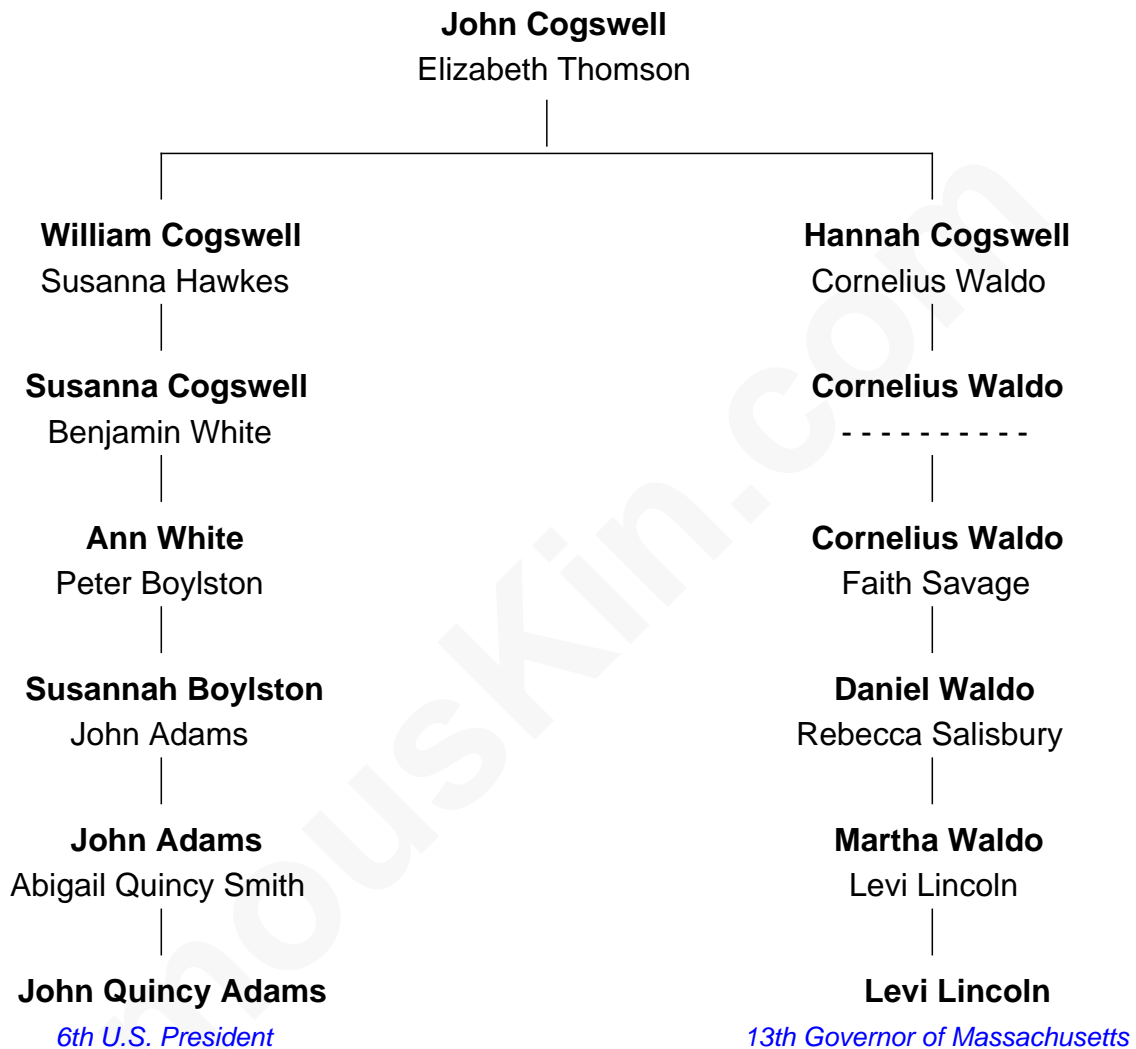 John Cogswell
Elizabeth Thomson
William Cogswell
Susanna Hawkes
Hannah Cogswell
Cornelius Waldo
Susanna Cogswell
Benjamin White
Cornelius Waldo
- - - - - - - - - -
Ann White
Peter Boylston
Cornelius Waldo
Faith Savage
Susannah Boylston
John Adams
Daniel Waldo
Rebecca Salisbury
John Adams
Abigail Quincy Smith
Martha Waldo
Levi Lincoln
John Quincy Adams
6th U.S. President
Levi Lincoln
13th Governor of Massachusetts
mousKin.com